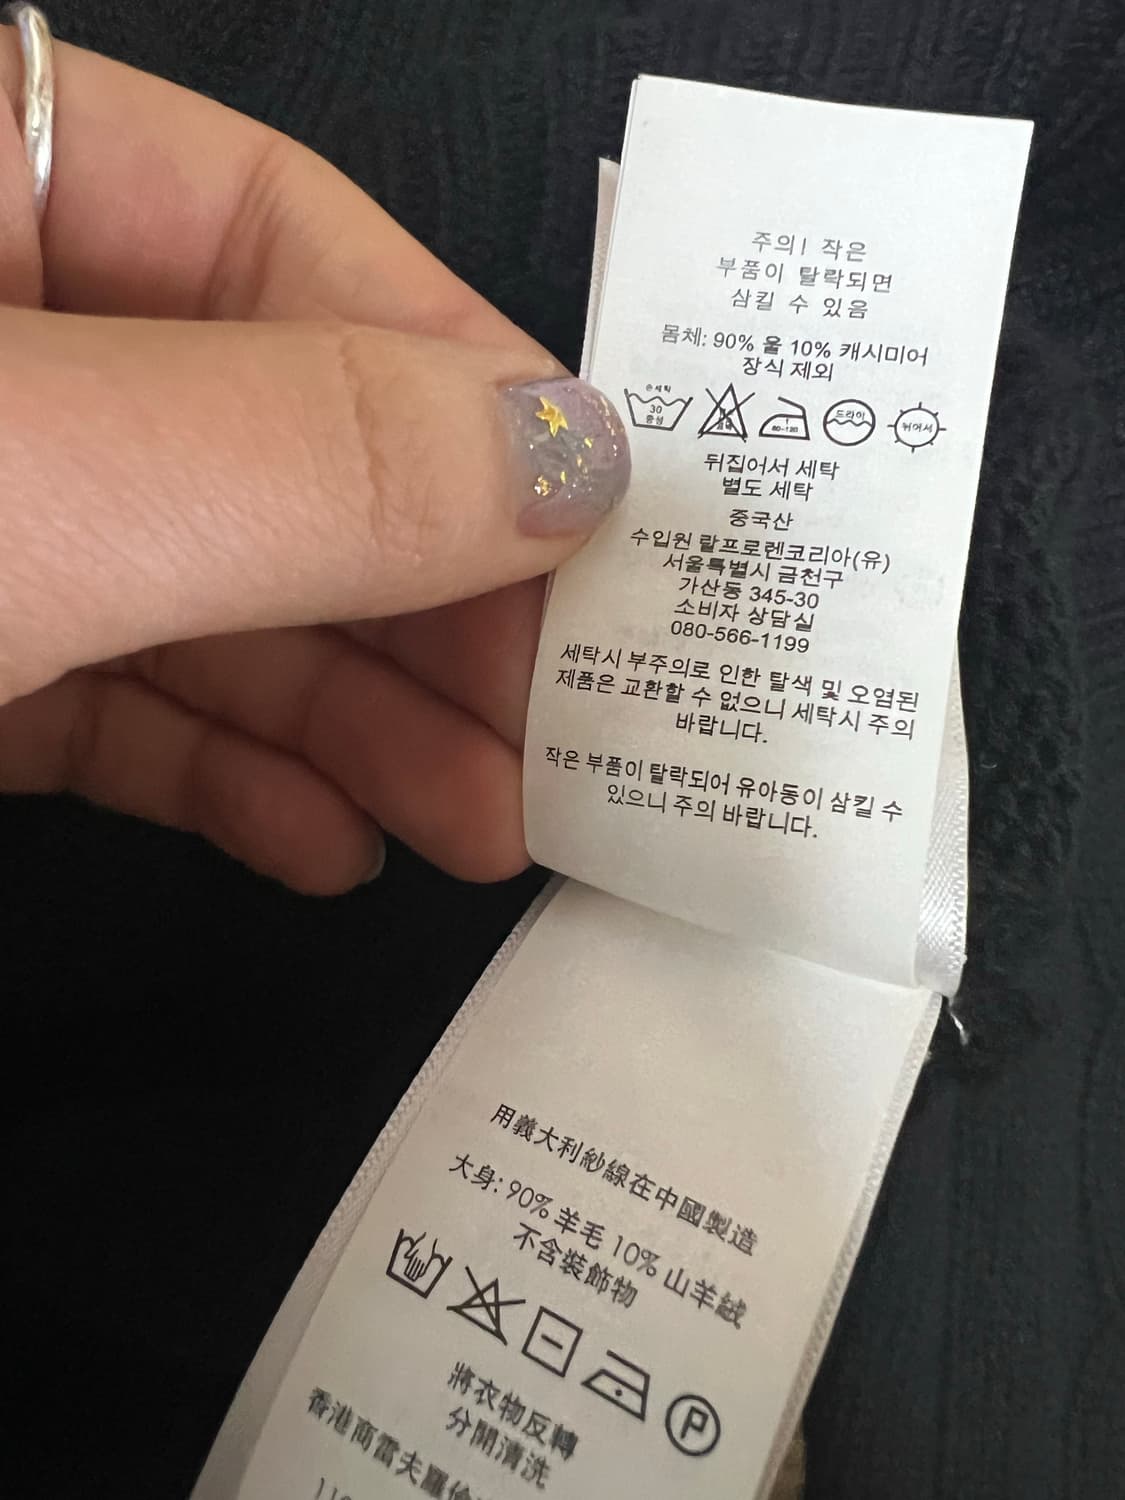 주의! 작은
부품이 탈락되면
삼킬 수 있음
몸체: 90% 울 10% 캐시미어
장식 제외
손세탁
30
중성
80-120
드라이
뉘어서
뒤집어서 세탁
별도 세탁
중국산
수입원 랄프로렌코리아(유)
서울특별시 금천구
가산동 345-30
소비자 상담실
080-566-1199
세탁시 부주의로 인한 탈색 및 오염된
제품은 교환할 수 없으니 세탁시 주의
바랍니다.
작은 부품이 탈락되어 유아동이 삼킬 수
있으니 주의 바랍니다.
用義大利紗線在中國製造
大身: 90% 羊毛 10% 山羊絨
不含裝飾物
P
將衣物反轉
分開清洗
香港商雷夫羅倫